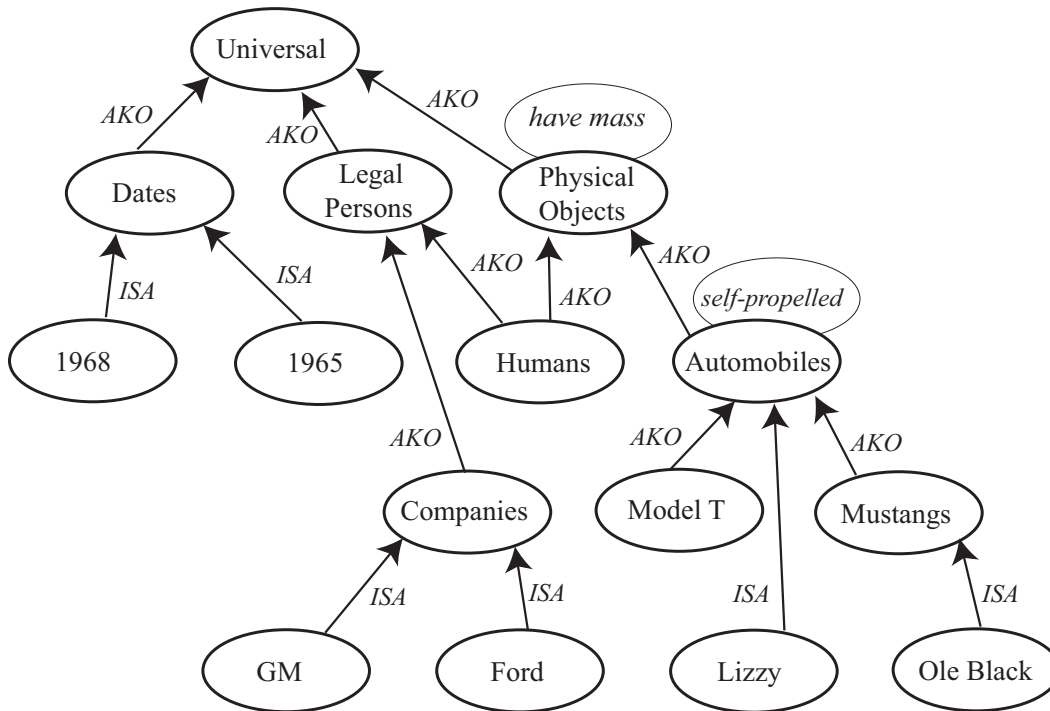 Universal
AKO
AKO
AKO
have mass
Dates
Legal
Persons
Physical
Objects
ISA
ISA
AKO
AKO
AKO
self-propelled
1968
1965
Humans
Automobiles
AKO
AKO
AKO
Companies
Model T
Mustangs
ISA
ISA
ISA
ISA
GM
Ford
Lizzy
Ole Black